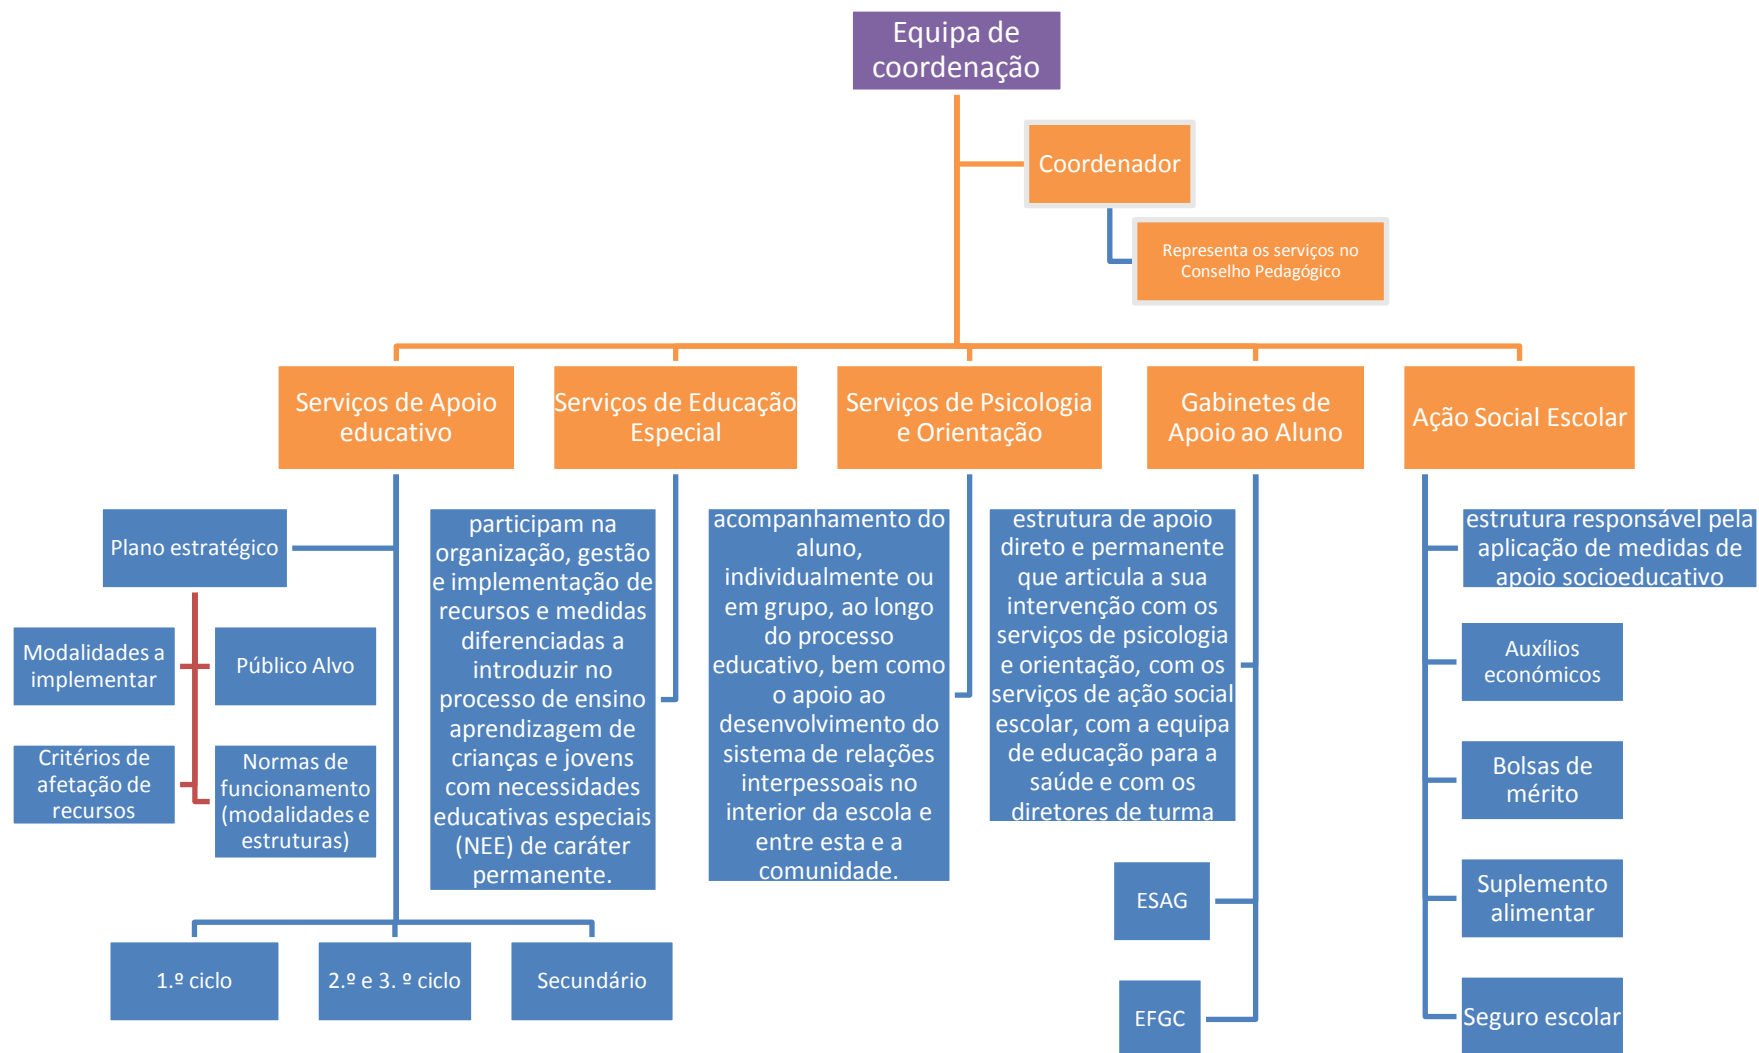 Equipa de
coordenação
Coordenador
Representa os serviços no
Conselho Pedagógico
Serviços de Apoio
educativo
Serviços de Educação
Especial
Serviços de Psicologia
e Orientação
Gabinetes de
Apoio ao Aluno
Ação Social Escolar
Plano estratégico
Modalidades a
implementar
Público Alvo
Critérios de
afetação de
recursos
Normas de
funcionamento
(modalidades e
estruturas)
1.º ciclo
2.º e 3. º ciclo
Secundário
participam na
organização, gestão
e implementação de
recursos e medidas
diferenciadas a
introduzir no
processo de ensino
aprendizagem de
crianças e jovens
com necessidades
educativas especiais
(NEE) de caráter
permanente.
acompanhamento do
aluno,
individualmente ou
em grupo, ao longo
do processo
educativo, bem como
o apoio ao
desenvolvimento do
sistema de relações
interpessoais no
interior da escola e
entre esta e a
comunidade.
estrutura de apoio
direto e permanente
que articula a sua
intervenção com os
serviços de psicologia
e orientação, com os
serviços de ação social
escolar, com a equipa
de educação para a
saúde e com os
diretores de turma
ESAG
EFGC
estrutura responsável pela
aplicação de medidas de
apoio socioeducativo
Auxílios
económicos
Bolsas de
mérito
Suplemento
alimentar
Seguro escolar